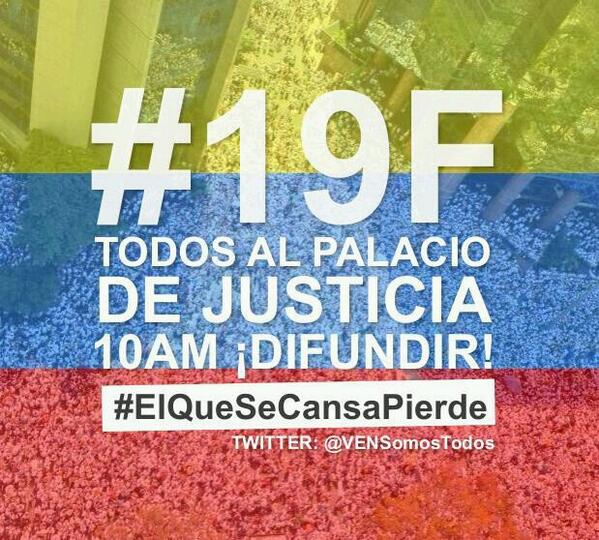 #19F
TODOS AL PALACIO
DE JUSTICIA
10AM ¡DIFUNDIR!
#ElQueSeCansaPierde
TWITTER: @VENSomosTodos